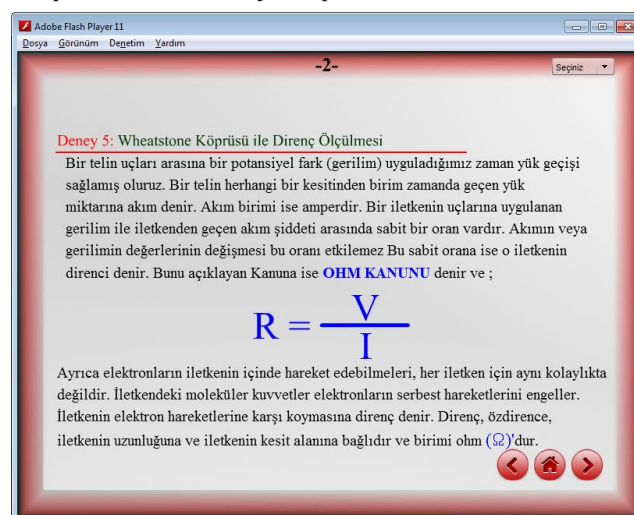 Adobe Flash Player 11
Dosya Görünüm Denetim Yardım
-2-
Seçiniz
Deney 5: Wheatstone Köprüsü ile Direnç Ölçülmesi
Bir telin uçları arasına bir potansiyel fark (gerilim) uyguladığımız zaman yük geçişi
sağlamış oluruz. Bir telin herhangi bir kesitinden birim zamanda geçen yük
miktarına akım denir. Akım birimi ise amperdir. Bir iletkenin uçlarına uygulanan
gerilim ile iletkenden geçen akım şiddeti arasında sabit bir oran vardır. Akımın veya
gerilimin değerlerinin değişmesi bu oranı etkilemez Bu sabit orana ise o iletkenin
direnci denir. Bunu açıklayan Kanuna ise OHM KANUNU denir ve ;
R = V / I
Ayrıca elektronların iletkenin içinde hareket edebilmeleri, her iletken için aynı kolaylıkta
değildir. İletkendeki moleküler kuvvetler elektronların serbest hareketlerini engeller.
İletkenin elektron hareketlerine karşı koymasına direnç denir. Direnç, özdirence,
iletkenin uzunluğuna ve iletkenin kesit alanına bağlıdır ve birimi ohm (Ω)'dur.